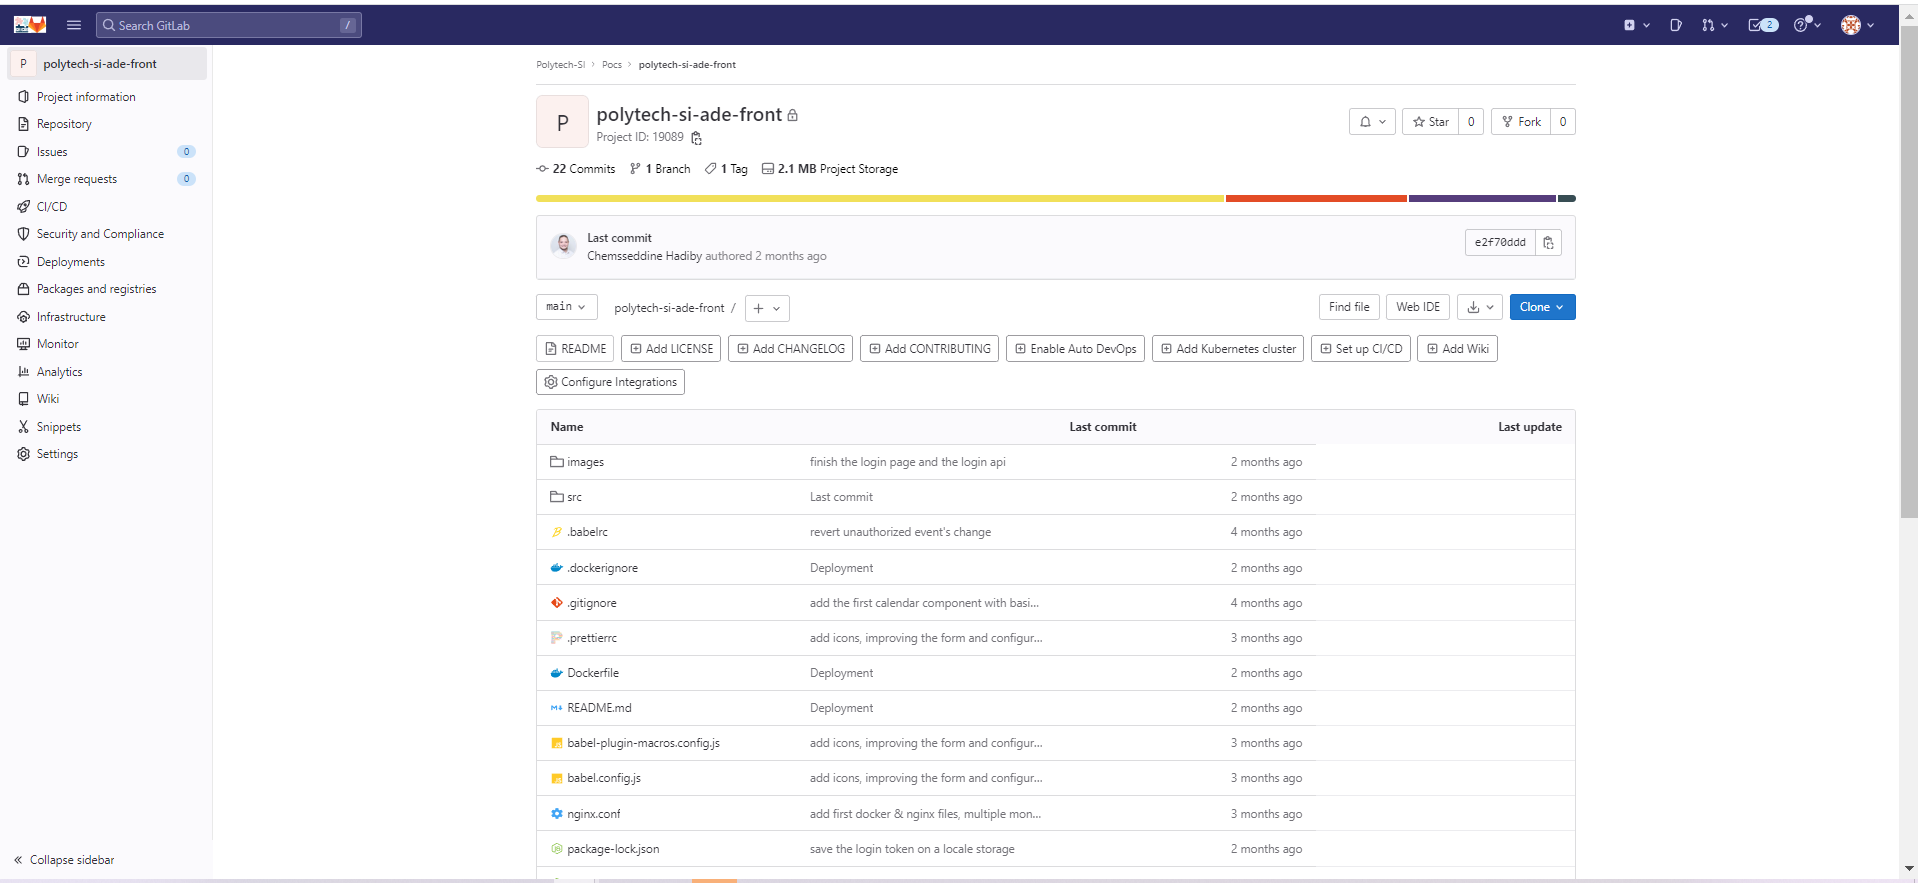 Search GitLab /
2
P polytech-si-ade-front
Project information
Repository
Issues 0
Merge requests 0
CI/CD
Security and Compliance
Deployments
Packages and registries
Infrastructure
Monitor
Analytics
Wiki
Snippets
Settings
Collapse sidebar
Polytech-SI > Pocs > polytech-si-ade-front
P
polytech-si-ade-front
Project ID: 19089
Star 0
Fork 0
22 Commits 1 Branch 1 Tag 2.1 MB Project Storage
Last commit
Chemsseddine Hadiby authored 2 months ago
e2f70ddd
main polytech-si-ade-front / +
Find file Web IDE Clone
README Add LICENSE Add CHANGELOG Add CONTRIBUTING Enable Auto DevOps Add Kubernetes cluster Set up CI/CD Add Wiki
Configure Integrations
Name Last commit Last update
images finish the login page and the login api 2 months ago
src Last commit 2 months ago
.babelrc revert unauthorized event's change 4 months ago
.dockerignore Deployment 2 months ago
.gitignore add the first calendar component with basi... 4 months ago
.prettierrc add icons, improving the form and configur... 3 months ago
Dockerfile Deployment 2 months ago
README.md Deployment 2 months ago
babel-plugin-macros.config.js add icons, improving the form and configur... 3 months ago
babel.config.js add icons, improving the form and configur... 3 months ago
nginx.conf add first docker & nginx files, multiple mon... 3 months ago
package-lock.json save the login token on a locale storage 2 months ago